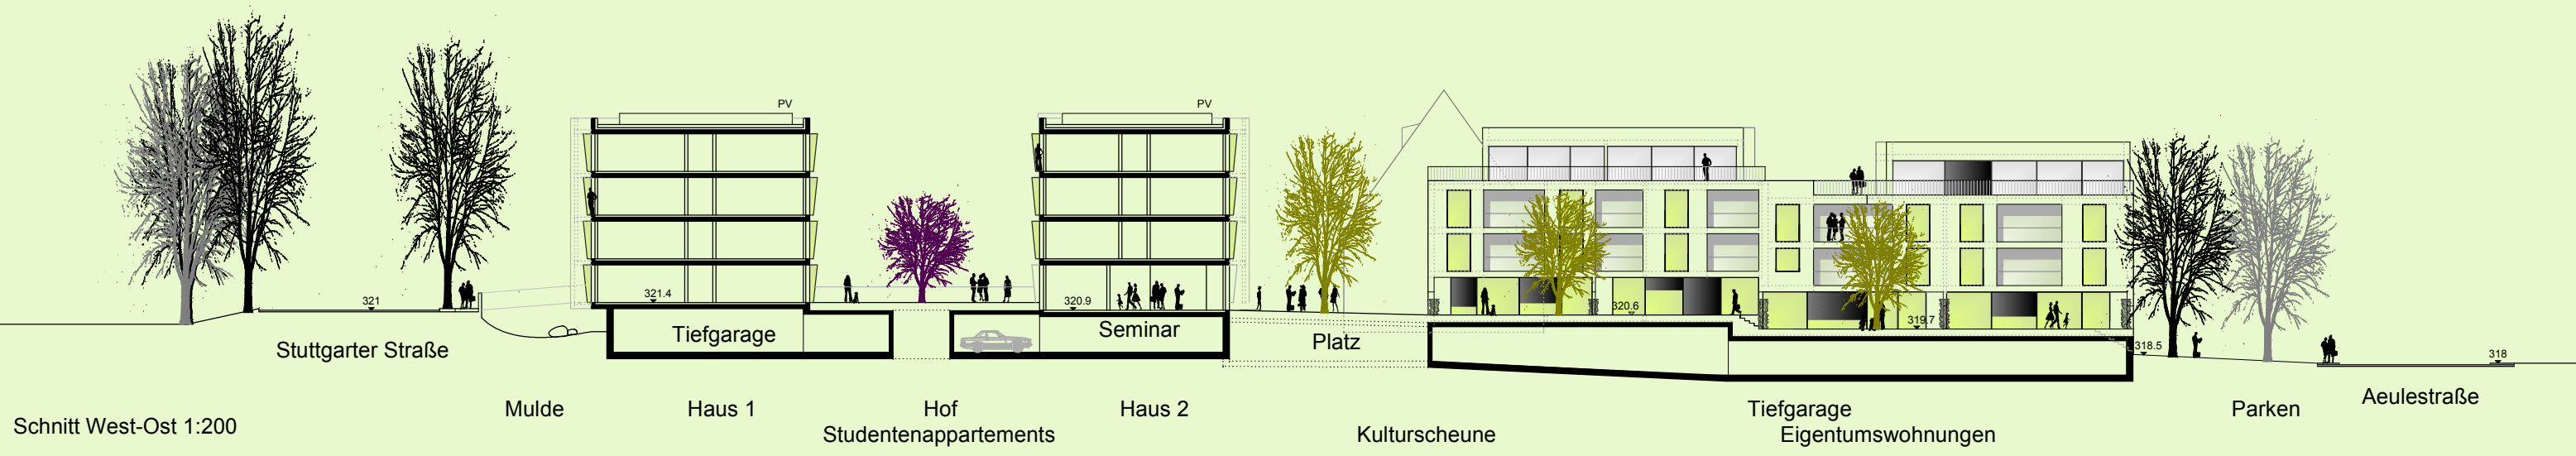 PV
PV
321
321.4
320.9
320.6
319.7
318.5
318
Stuttgarter Straße
Tiefgarage
Seminar
Platz
Mulde
Haus 1
Hof
Haus 2
Tiefgarage
Parken
Aeulestraße
Schnitt West-Ost 1:200
Studentenappartements
Kulturscheune
Eigentumswohnungen